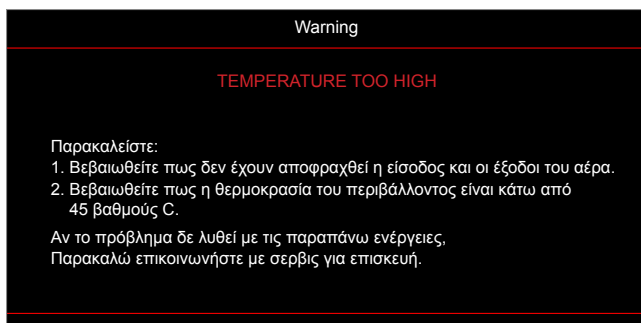 Warning
TEMPERATURE TOO HIGH
Παρακαλείστε:
1. Βεβαιωθείτε πως δεν έχουν αποφραχθεί η είσοδος και οι έξοδοι του αέρα.
2. Βεβαιωθείτε πως η θερμοκρασία του περιβάλλοντος είναι κάτω από
45 βαθμούς C.
Αν το πρόβλημα δε λυθεί με τις παραπάνω ενέργειες,
Παρακαλώ επικοινωνήστε με σερβις για επισκευή.